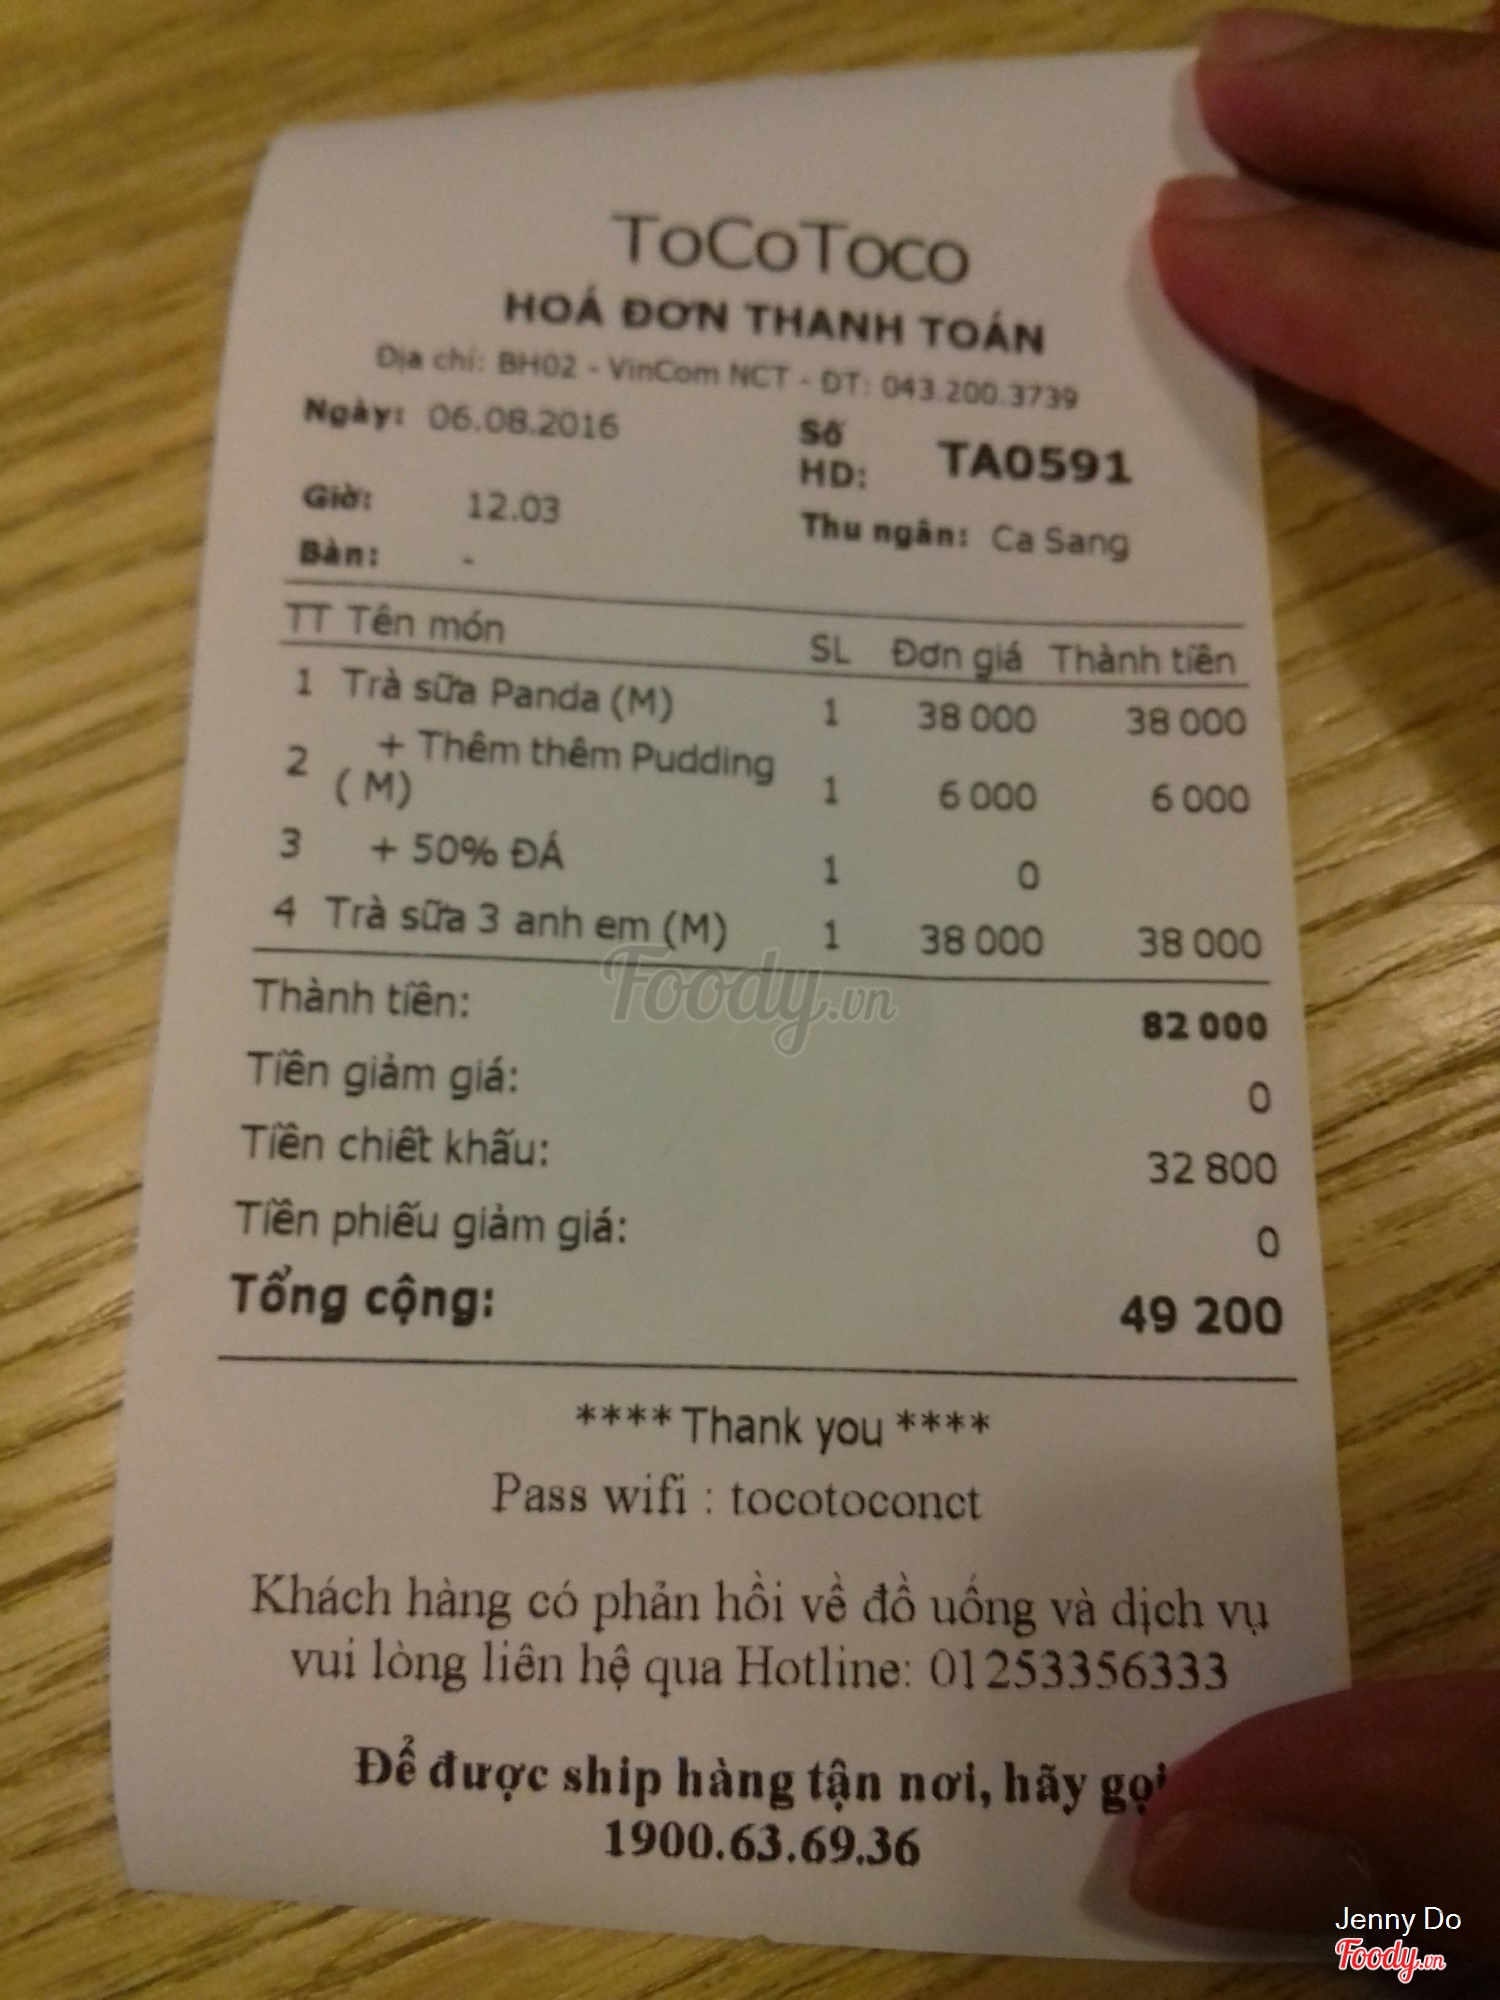 ToCoToco
HOÁ ĐƠN THANH TOÁN
Địa chỉ: BH02 - VinCom NCT - ĐT: 043.200.3739
Ngày: 06.08.2016 Số HD: TA0591
Giờ: 12.03 Thu ngân: Ca Sang
Bàn: -
TT Tên món SL Đơn giá Thành tiền
1 Trà sữa Panda (M) 1 38 000 38 000
2 + Thêm thêm Pudding ( M) 1 6 000 6 000
3 + 50% ĐÁ 1 0
4 Trà sữa 3 anh em (M) 1 38 000 38 000
Foody.vn
Thành tiền: 82 000
Tiền giảm giá: 0
Tiền chiết khấu: 32 800
Tiền phiếu giảm giá: 0
Tổng cộng: 49 200
**** Thank you ****
Pass wifi : tocotoconct
Khách hàng có phản hồi về đồ uống và dịch vụ
vui lòng liên hệ qua Hotline: 01253356333
Để được ship hàng tận nơi, hãy gọi
1900.63.69.36
Jenny Do
Foody.vn